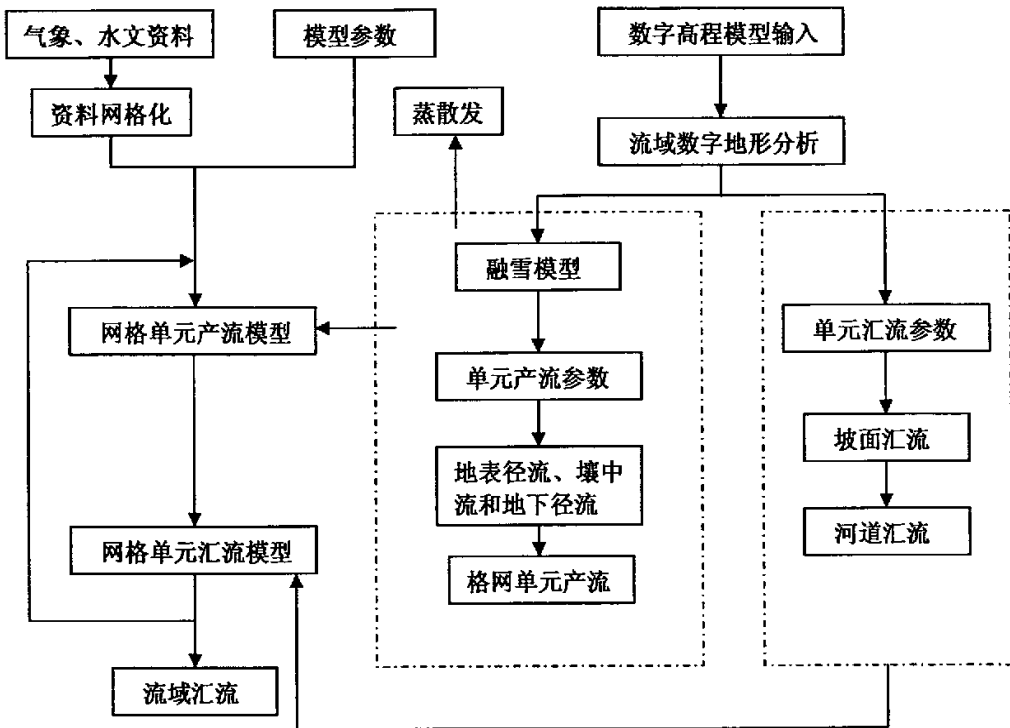 气象、水文资料
模型参数
数字高程模型输入
资料网格化
蒸散发
流域数字地形分析
融雪模型
网格单元产流模型
单元汇流参数
单元产流参数
坡面汇流
地表径流、壤中
流和地下径流
河道汇流
网格单元汇流模型
格网单元产流
流域汇流